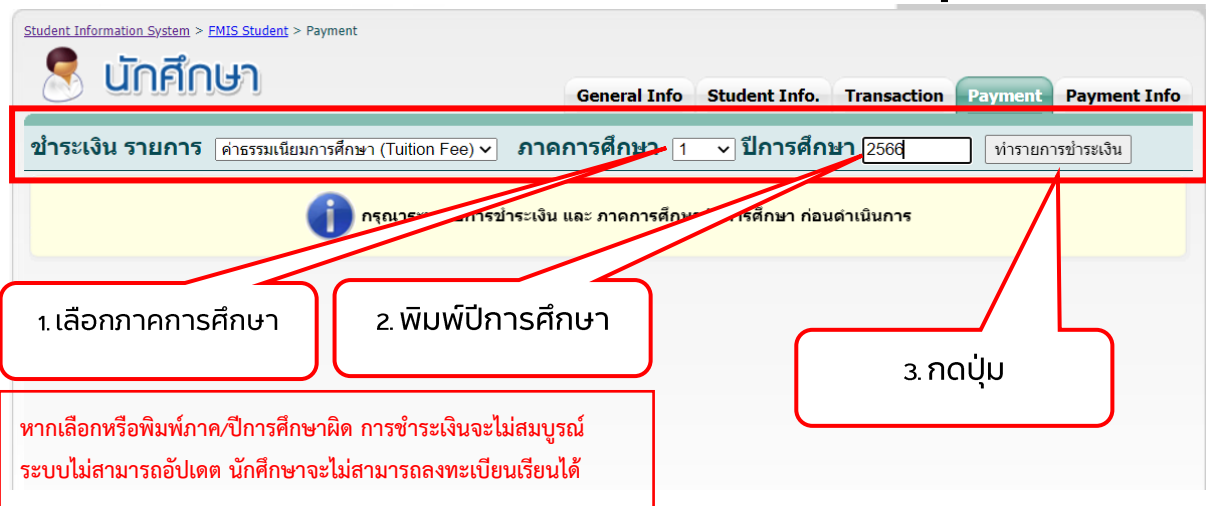 Student Information System > FMIS Student > Payment
นักศึกษา
General Info Student Info. Transaction Payment Payment Info
ชำระเงิน รายการ ค่าธรรมเนียมการศึกษา (Tuition Fee) ภาคการศึกษา 1 ปีการศึกษา 2566 ทำรายการชำระเงิน
การชำระเงิน และ ภาคการศึกษา ก่อนดำเนินการ
1. เลือกภาคการศึกษา
2. พิมพ์ปีการศึกษา
3. กดปุ่ม
หากเลือกหรือพิมพ์ภาค/ปีการศึกษาผิด การชำระเงินจะไม่สมบูรณ์
ระบบไม่สามารถอัปเดต นักศึกษาจะไม่สามารถลงทะเบียนเรียนได้